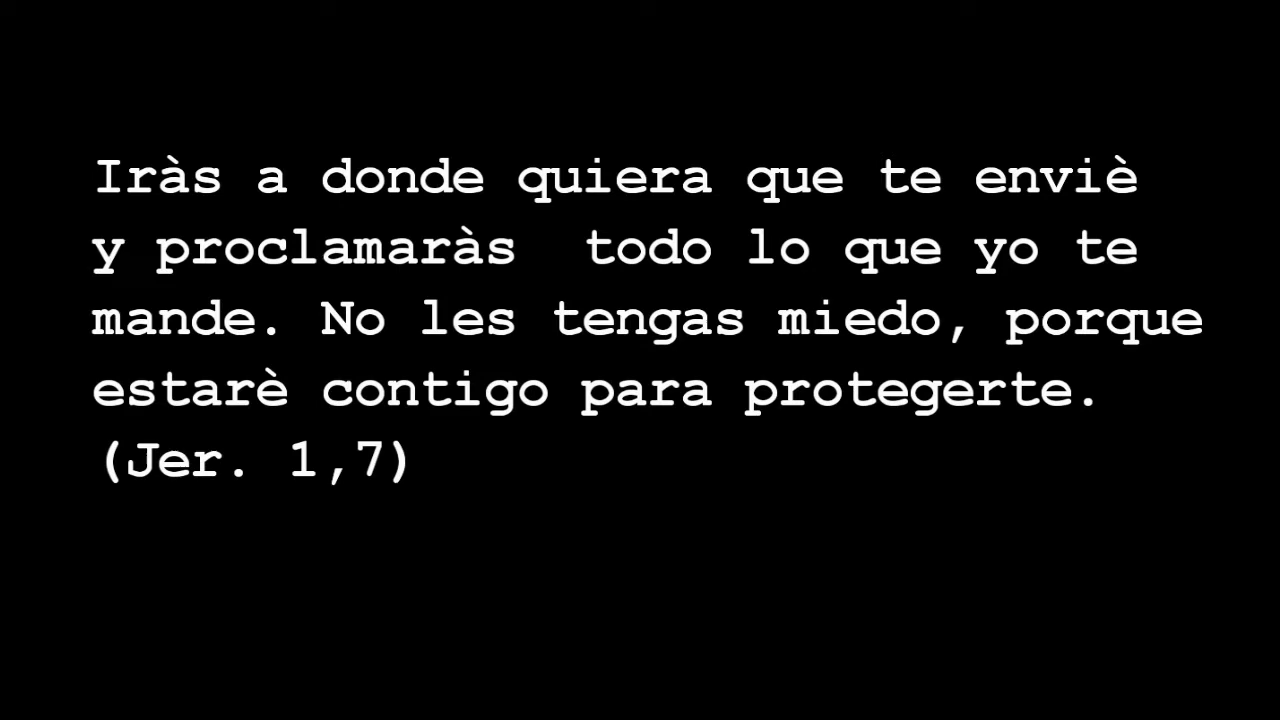 Iràs a donde quiera que te enviè
y proclamaràs  todo lo que yo te
mande. No les tengas miedo, porque
estarè contigo para protegerte.
(Jer. 1,7)